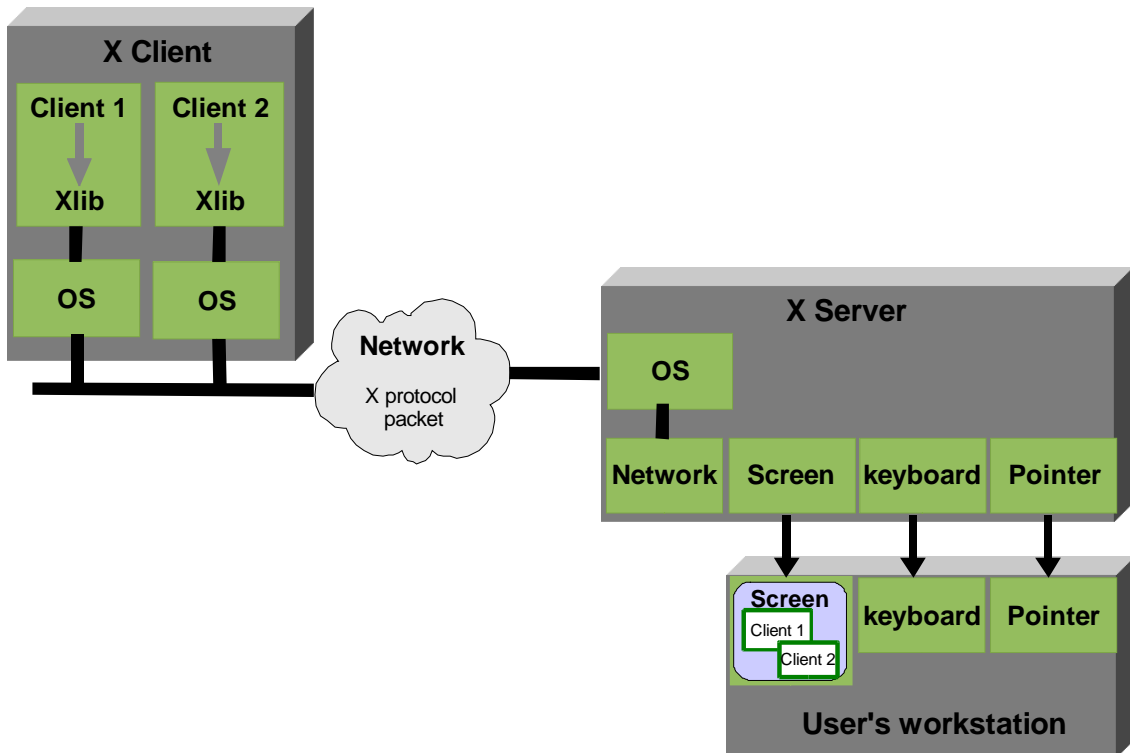 X Client
Client 1
Client 2
Xlib
Xlib
OS
OS
Network
X protocol
packet
X Server
OS
Network
Screen
keyboard
Pointer
Screen
Client 1
Client 2
keyboard
Pointer
User's workstation